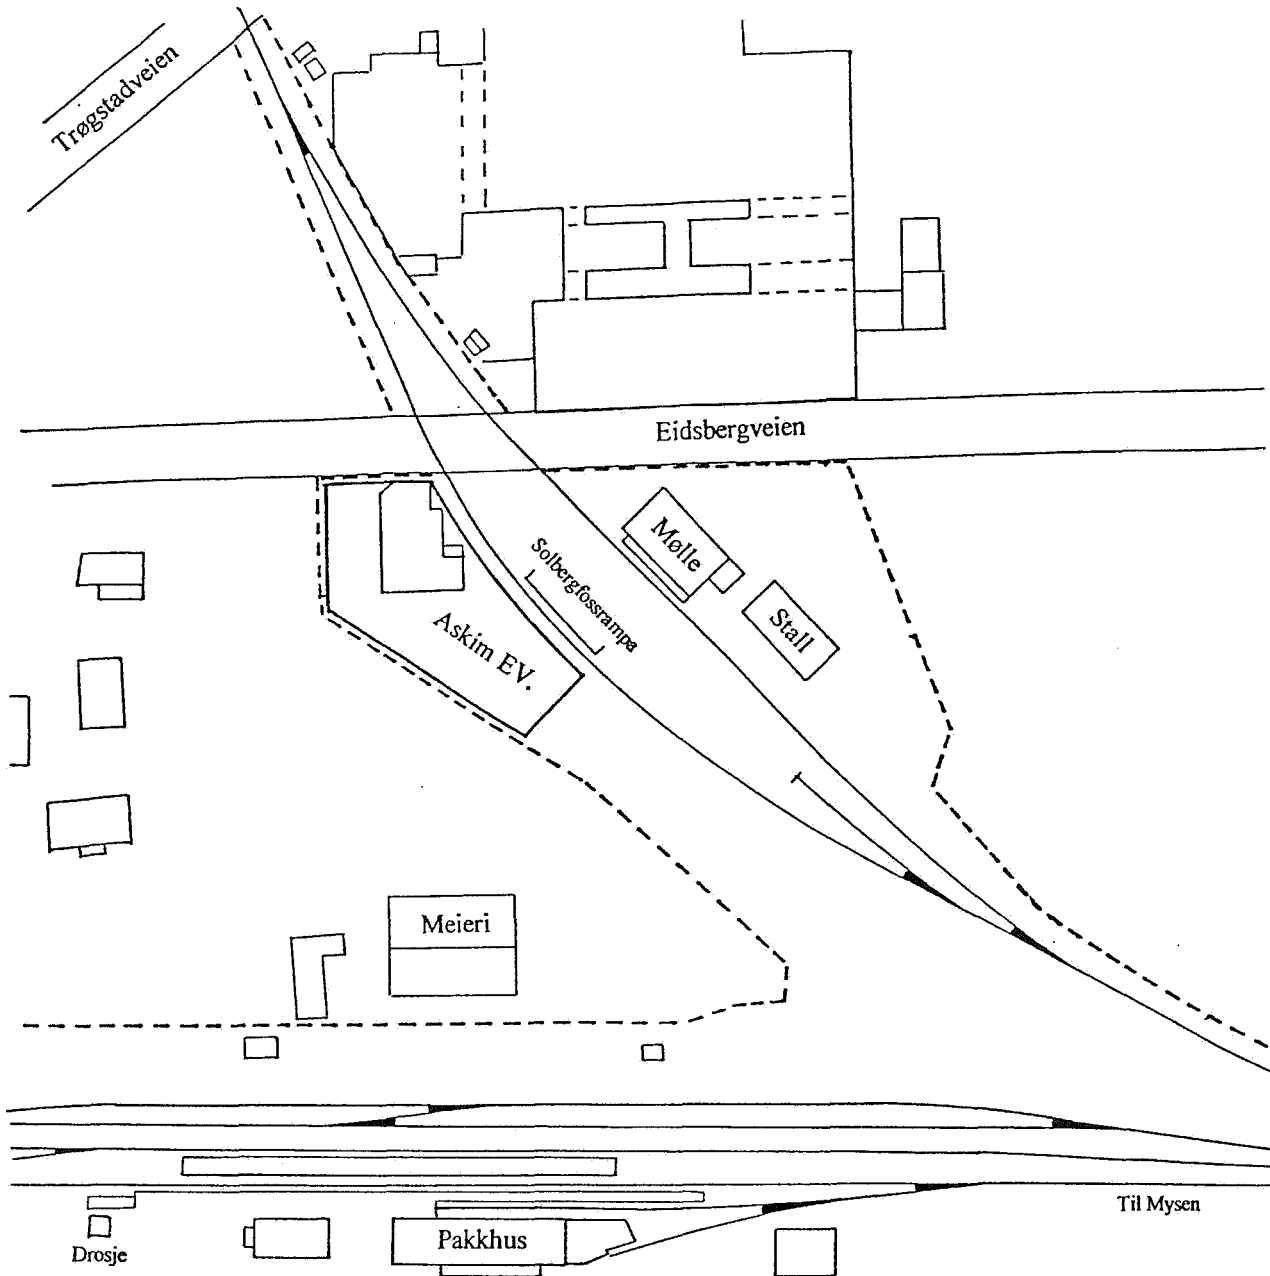 Trøgstadveien
Eidsbergveien
Mølle
Solbergfossrampa
Stall
Askim EV.
Meieri
Til Mysen
Pakkhus
Drosje